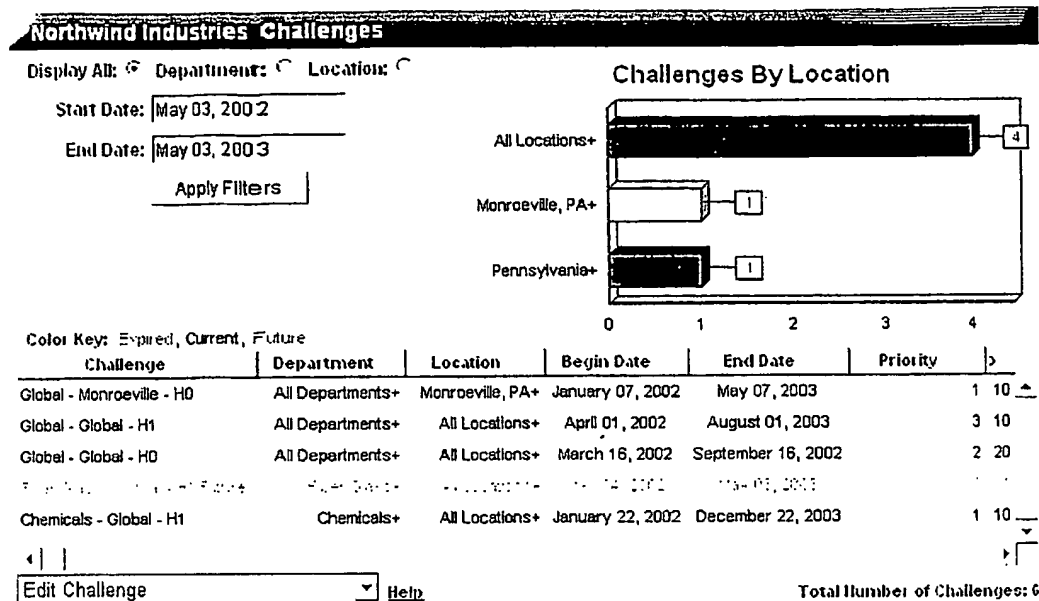 Northwind Industries Challenges
Display All: Department: Location:
Start Date: May 03, 2002
End Date: May 03, 2003
Apply Filters
Challenges By Location
All Locations+ 4
Monroeville, PA+ 1
Pennsylvania+ 1
0 1 2 3 4
Color Key: Expired, Current, Future
Challenge Department Location Begin Date End Date Priority >
Global - Monroeville - H0 All Departments+ Monroeville, PA+ January 07, 2002 May 07, 2003 1 10
Global - Global - H1 All Departments+ All Locations+ April 01, 2002 August 01, 2003 3 10
Global - Global - H0 All Departments+ All Locations+ March 16, 2002 September 16, 2002 2 20
Chemicals - Global - H1 Chemicals+ All Locations+ January 22, 2002 December 22, 2003 1 10
Edit Challenge Help Total Number of Challenges: 6